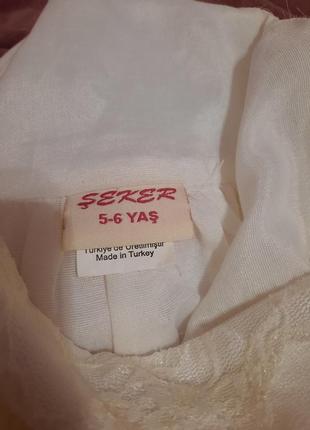 ŞEKER
5-6 YAŞ
Türkiye'de Üretilmiştir
Made in Turkey